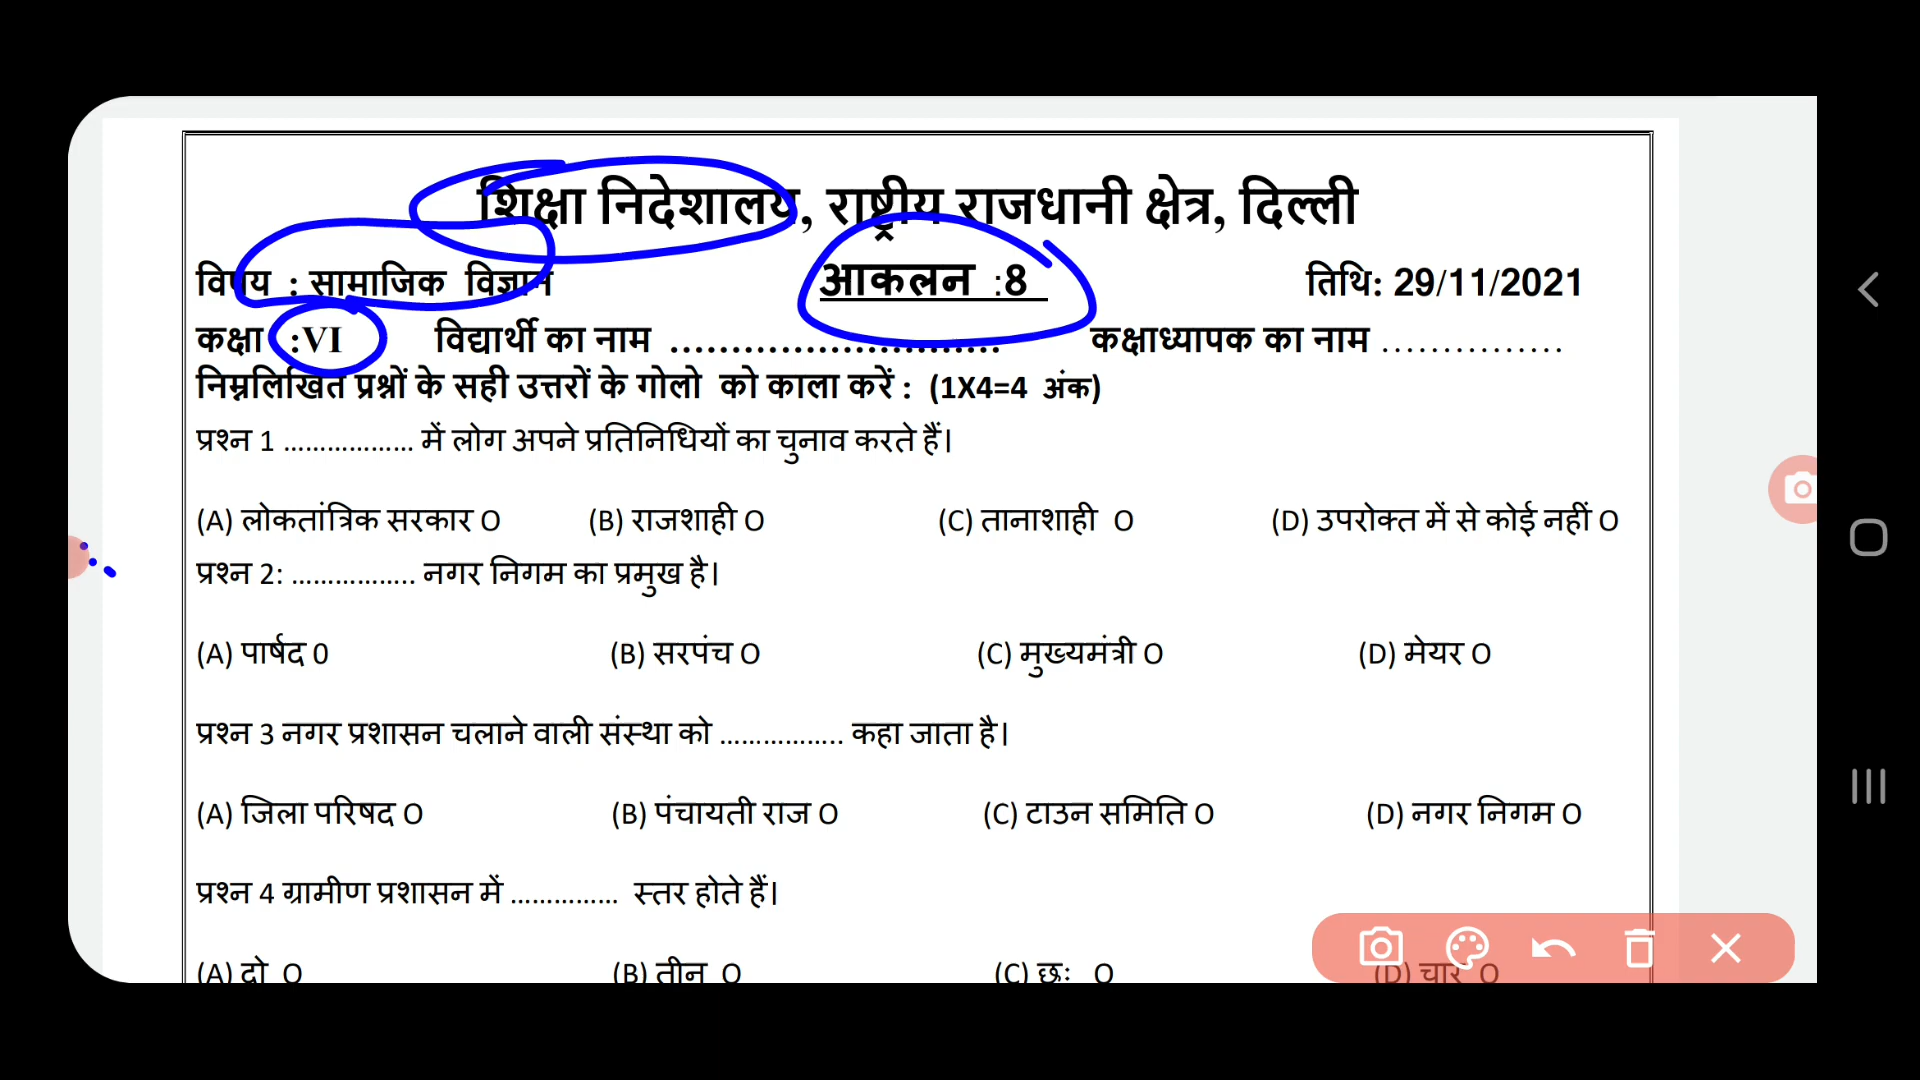 शिक्षा निदेशालय, राष्ट्रीय राजधानी क्षेत्र, दिल्ली
विषय : सामाजिक विज्ञान आकलन :8 तिथि: 29/11/2021
कक्षा :VI विद्यार्थी का नाम ........................... कक्षाध्यापक का नाम ...............
निम्नलिखित प्रश्नों के सही उत्तरों के गोलो को काला करें : (1X4=4 अंक)
प्रश्न 1 .................. में लोग अपने प्रतिनिधियों का चुनाव करते हैं।
(A) लोकतांत्रिक सरकार O (B) राजशाही O (C) तानाशाही O (D) उपरोक्त में से कोई नहीं O
प्रश्न 2: ................. नगर निगम का प्रमुख है।
(A) पार्षद 0 (B) सरपंच O (C) मुख्यमंत्री O (D) मेयर O
प्रश्न 3 नगर प्रशासन चलाने वाली संस्था को ................. कहा जाता है।
(A) जिला परिषद O (B) पंचायती राज O (C) टाउन समिति O (D) नगर निगम O
प्रश्न 4 ग्रामीण प्रशासन में ............... स्तर होते हैं।
(A) दो O (B) तीन O (C) छः O (D) चार O